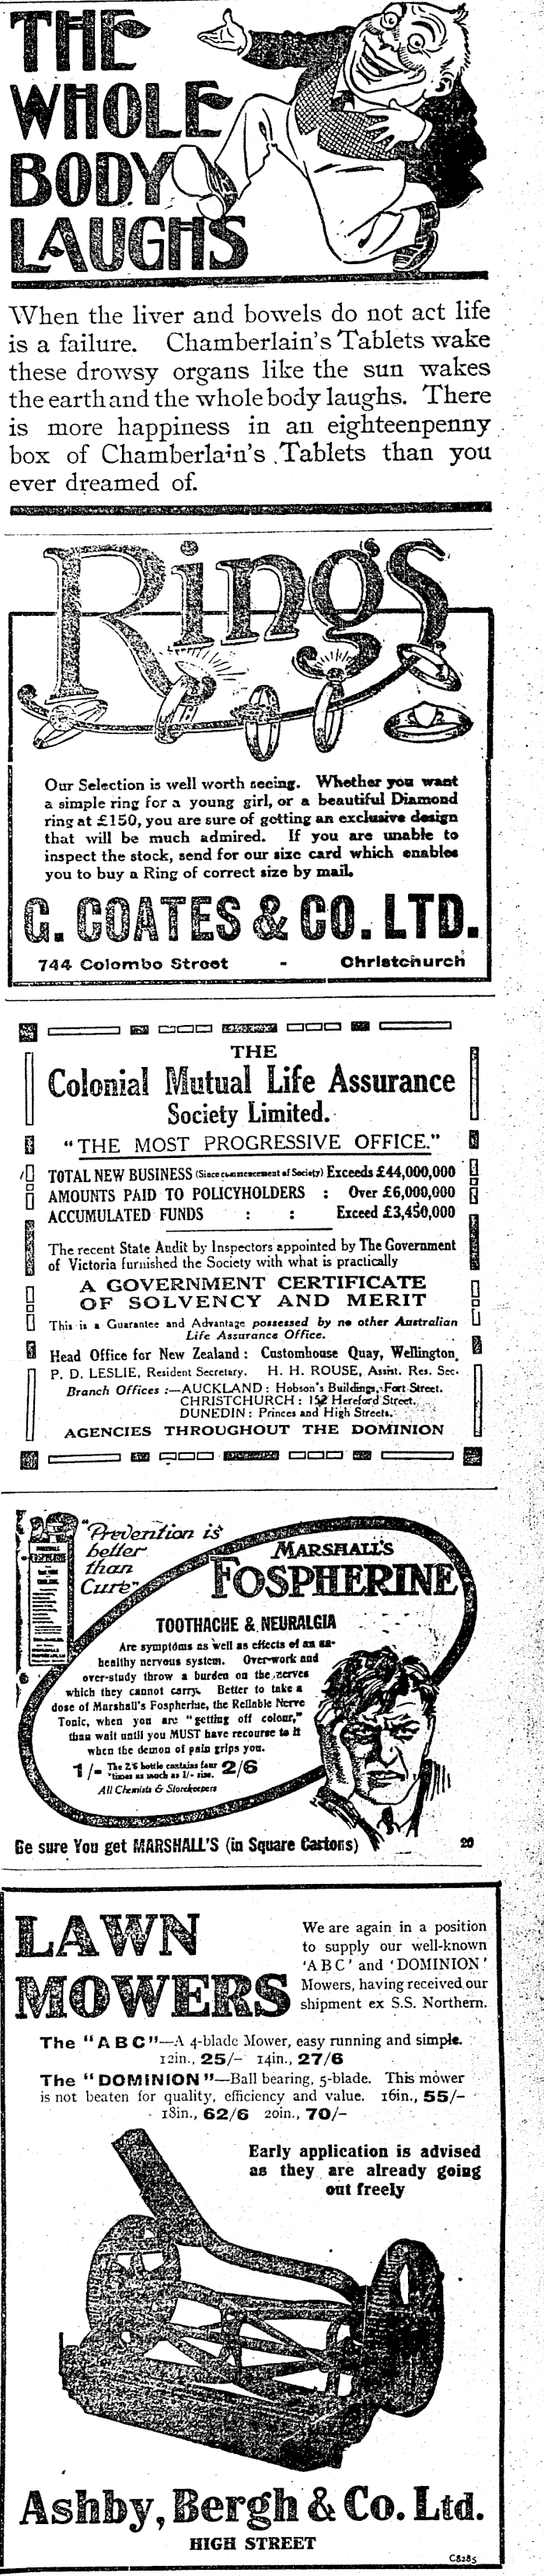 THE
WHOLE
BODY
LAUGHS
When the liver and bowels do not act life
is a failure. Chamberlain's Tablets wake
these drowsy organs like the sun wakes
the earth and the whole body laughs. There
is more happiness in an eighteenpenny
box of Chamberlain's Tablets than you
ever dreamed of.
Rings
Our Selection is well worth seeing. Whether you want
a simple ring for a young girl, or a beautiful Diamond
ring at £150, you are sure of getting an exclusive design
that will be much admired. If you are unable to
inspect the stock, send for our size card which enables
you to buy a Ring of correct size by mail.
G. COATES & CO. LTD.
744 Colombo Street - Christchurch
THE
Colonial Mutual Life Assurance
Society Limited.
"THE MOST PROGRESSIVE OFFICE."
TOTAL NEW BUSINESS (Since commencement of Society) Exceeds £44,000,000
AMOUNTS PAID TO POLICYHOLDERS : Over £6,000,000
ACCUMULATED FUNDS : : Exceed £3,450,000
The recent State Audit by Inspectors appointed by The Government
of Victoria furnished the Society with what is practically
A GOVERNMENT CERTIFICATE
OF SOLVENCY AND MERIT
This is a Guarantee and Advantage possessed by no other Australian
Life Assurance Office.
Head Office for New Zealand : Customhouse Quay, Wellington.
P. D. LESLIE, Resident Secretary. H. H. ROUSE, Assist. Res. Sec.
Branch Offices :—AUCKLAND : Hobson's Buildings, Fort Street.
CHRISTCHURCH : Hereford Street.
DUNEDIN : Princes and High Streets.
AGENCIES THROUGHOUT THE DOMINION
"Prevention is
better
than
Cure"
MARSHALL'S
FOSPHERINE
TOOTHACHE & NEURALGIA
Are symptoms as well as effects of an un-
healthy nervous system. Over-work and
over-study throw a burden on the nerves
which they cannot carry. Better to take a
dose of Marshall's Fospherine, the Reliable Nerve
Tonic, when you are "getting off colour,"
than wait until you MUST have recourse to it
when the demon of pain grips you.
1/- The 2/6 bottle contains four times as much as 1/- size. 2/6
All Chemists & Storekeepers
Be sure You get MARSHALL'S (in Square Cartons) 20
LAWN
MOWERS
We are again in a position
to supply our well-known
'ABC' and 'DOMINION'
Mowers, having received our
shipment ex S.S. Northern.
The "ABC"—A 4-blade Mower, easy running and simple.
12in., 25/- 14in., 27/6
The "DOMINION"—Ball bearing, 5-blade. This mower
is not beaten for quality, efficiency and value. 16in., 55/-
18in., 62/6 20in., 70/-
Early application is advised
as they are already going
out freely
Ashby, Bergh & Co. Ltd.
HIGH STREET
C8285